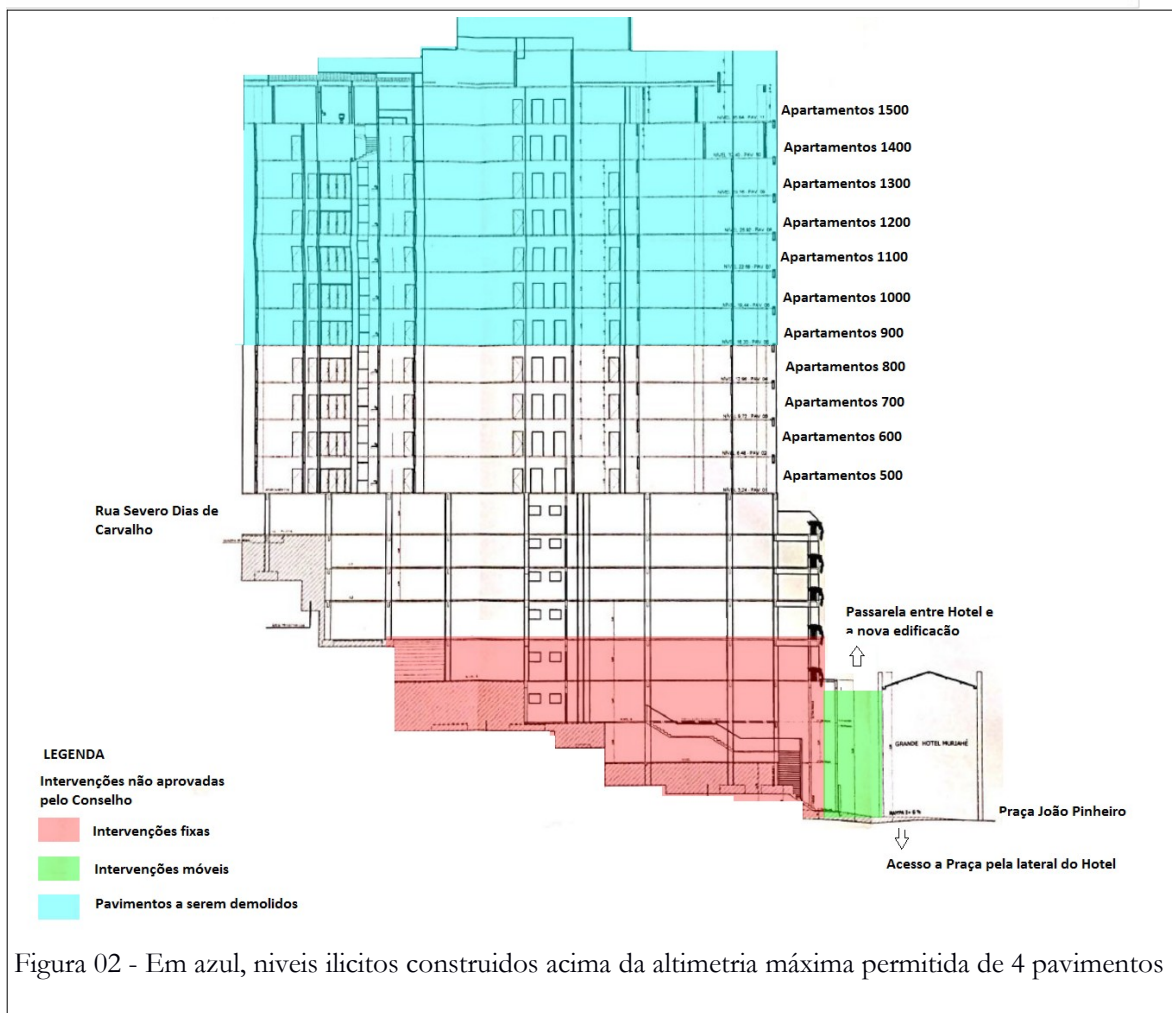 Apartamentos 1500
Apartamentos 1400
Apartamentos 1300
Apartamentos 1200
Apartamentos 1100
Apartamentos 1000
Apartamentos 900
Apartamentos 800
Apartamentos 700
Apartamentos 600
Apartamentos 500
Rua Severo Dias de
Carvalho
Passarela entre Hotel e
a nova edificação
GRANDE HOTEL MURIAHÉ
Praça João Pinheiro
Acesso a Praça pela lateral do Hotel
LEGENDA
Intervenções não aprovadas
pelo Conselho
Intervenções fixas
Intervenções móveis
Pavimentos a serem demolidos
Figura 02 - Em azul, niveis ilicitos construidos acima da altimetria máxima permitida de 4 pavimentos